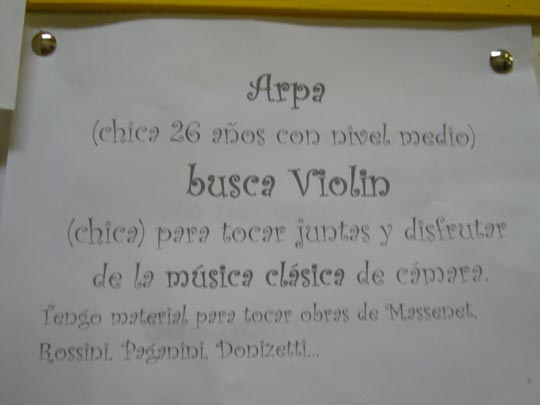 Arpa
(chica 26 años con nivel medio)
busca Violin
(chica) para tocar juntas y disfrutar
de la música clásica de cámara.
Tengo material para tocar obras de Massenet,
Rossini, Paganini, Donizetti...